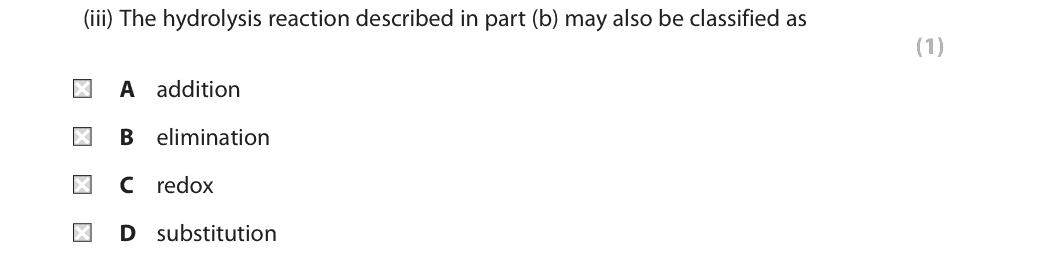 (iii) The hydrolysis reaction described in part (b) may also be classified as
(1)
A addition
B elimination
C redox
D substitution